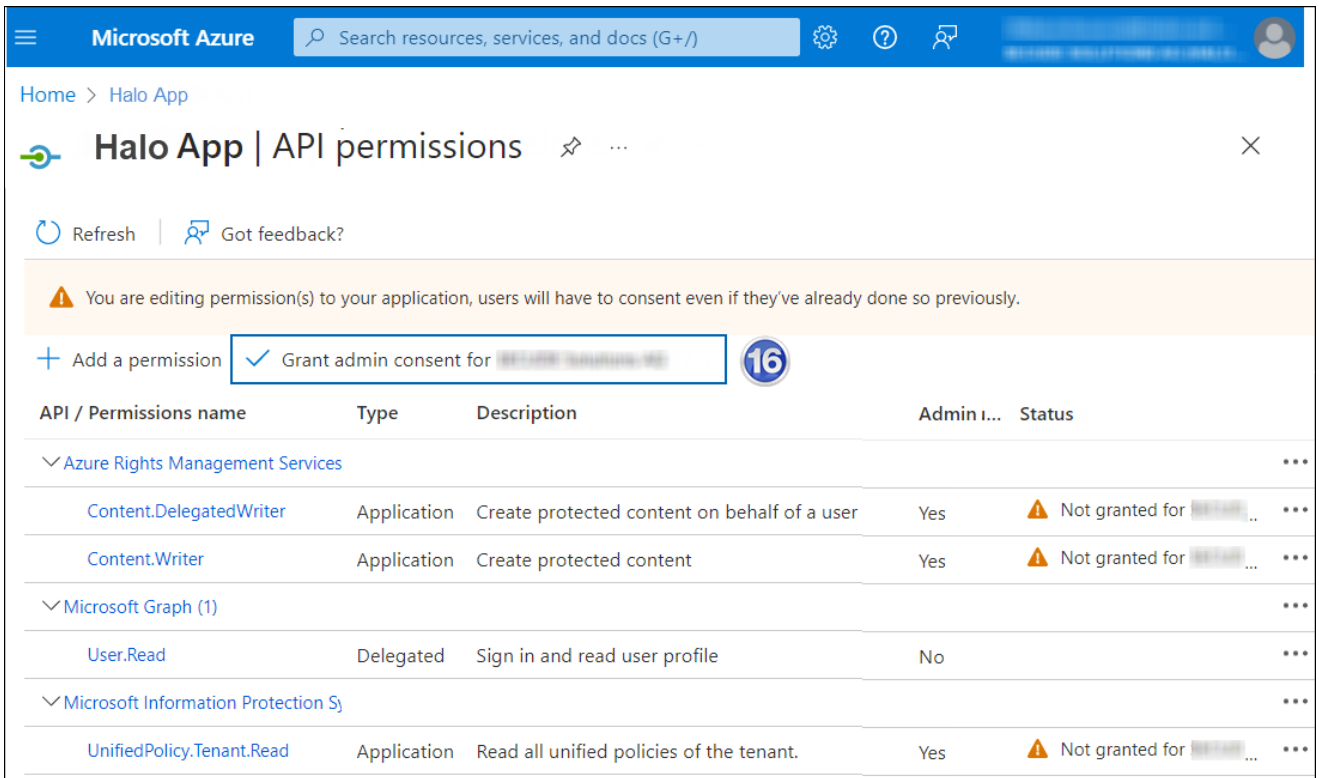 Microsoft Azure
Search resources, services, and docs (G+/)
Home > Halo App
Halo App | API permissions ...
Refresh | Got feedback?
You are editing permission(s) to your application, users will have to consent even if they've already done so previously.
+ Add a permission ✓ Grant admin consent for
16
API / Permissions name Type Description Admin r... Status
Azure Rights Management Services
Content.DelegatedWriter Application Create protected content on behalf of a user Yes Not granted for ...
Content.Writer Application Create protected content Yes Not granted for ...
Microsoft Graph (1)
User.Read Delegated Sign in and read user profile No
Microsoft Information Protection Sy
UnifiedPolicy.Tenant.Read Application Read all unified policies of the tenant. Yes Not granted for ...